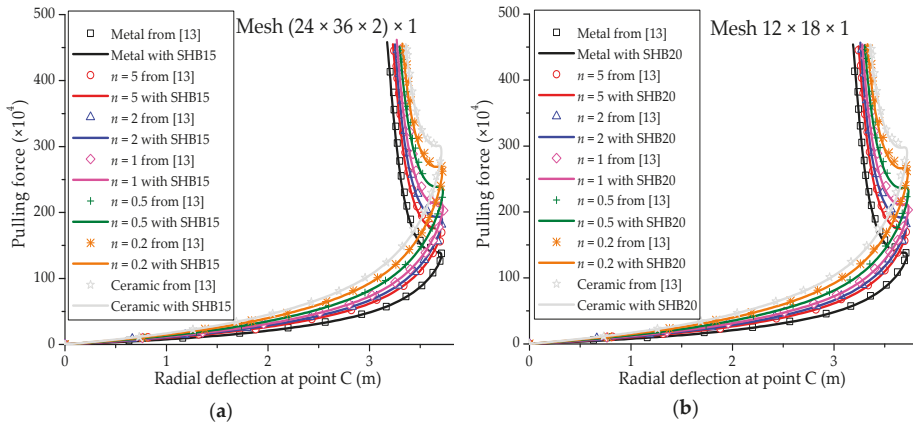 Mesh (24 × 36 × 2) × 1
Pulling force (×10⁴)
500
400
300
200
100
0
Metal from [13]
Metal with SHB15
n = 5 from [13]
n = 5 with SHB15
n = 2 from [13]
n = 2 with SHB15
n = 1 from [13]
n = 1 with SHB15
n = 0.5 from [13]
n = 0.5 with SHB15
n = 0.2 from [13]
n = 0.2 with SHB15
Ceramic from [13]
Ceramic with SHB15
0 1 2 3
Radial deflection at point C (m)
(a)
Mesh 12 × 18 × 1
Pulling force (×10⁴)
500
400
300
200
100
0
Metal from [13]
Metal with SHB20
n = 5 from [13]
n = 5 with SHB20
n = 2 from [13]
n = 2 with SHB20
n = 1 from [13]
n = 1 with SHB20
n = 0.5 from [13]
n = 0.5 with SHB20
n = 0.2 from [13]
n = 0.2 with SHB20
Ceramic from [13]
Ceramic with SHB20
0 1 2 3
Radial deflection at point C (m)
(b)